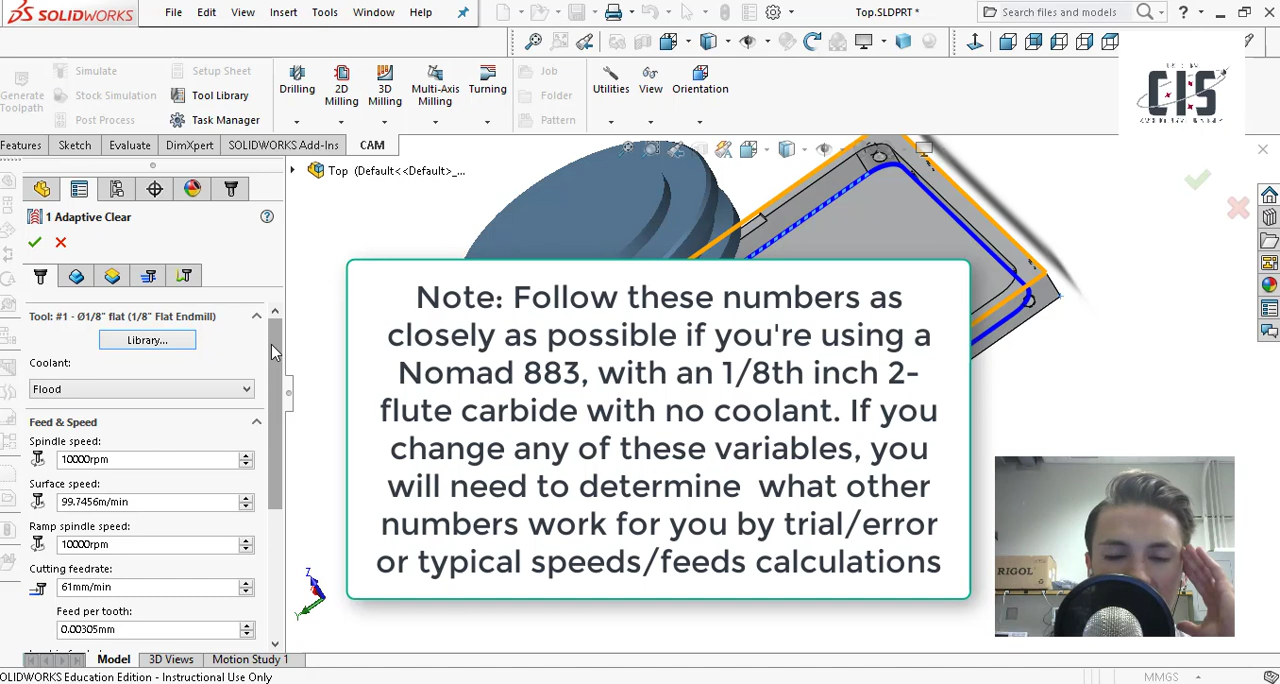 SOLIDWORKS
File Edit View Insert Tools Window Help
Top.SLDPRT *
Search files and models
Generate Toolpath
Simulate
Stock Simulation
Post Process
Setup Sheet
Tool Library
Task Manager
Drilling
2D Milling
3D Milling
Multi-Axis Milling
Turning
Job
Folder
Pattern
Utilities
View
Orientation
CIS
Features Sketch Evaluate DimXpert SOLIDWORKS Add-Ins CAM
Top (Default<<Default>_...
1 Adaptive Clear
Tool: #1 - Ø1/8" flat (1/8" Flat Endmill)
Library...
Coolant:
Flood
Feed & Speed
Spindle speed:
10000rpm
Surface speed:
99.7456m/min
Ramp spindle speed:
10000rpm
Cutting feedrate:
61mm/min
Feed per tooth:
0.00305mm
Note: Follow these numbers as
closely as possible if you're using a
Nomad 883, with an 1/8th inch 2-
flute carbide with no coolant. If you
change any of these variables, you
will need to determine what other
numbers work for you by trial/error
or typical speeds/feeds calculations
RIGOL
Z
Y
Model 3D Views Motion Study 1
OLIDWORKS Education Edition - Instructional Use Only
MMGS